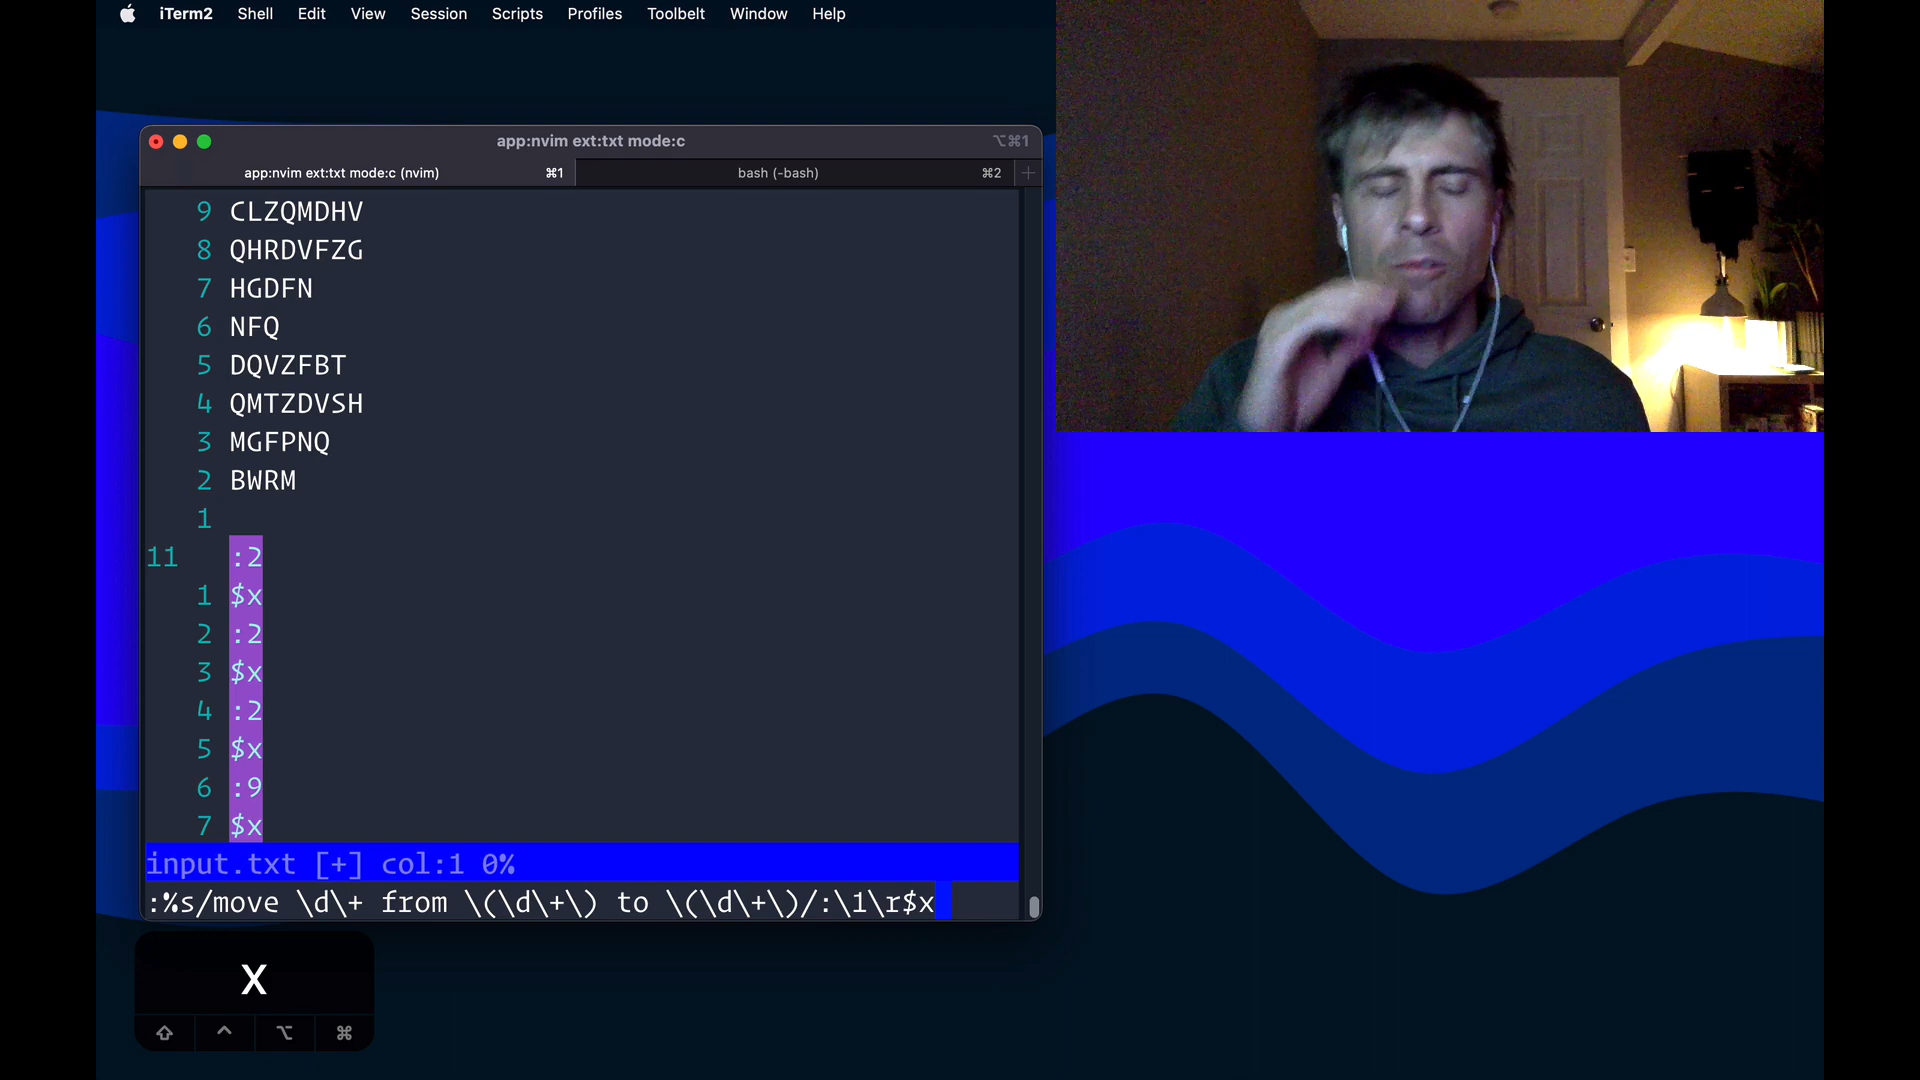 iTerm2 Shell Edit View Session Scripts Profiles Toolbelt Window Help
app:nvim ext:txt mode:c ⌥⌘1
app:nvim ext:txt mode:c (nvim) ⌘1 bash (-bash) ⌘2 +
9 CLZQMDHV
8 QHRDVFZG
7 HGDFN
6 NFQ
5 DQVZFBT
4 QMTZDVSH
3 MGFPNQ
2 BWRM
1
11 :2
1 $x
2 :2
3 $x
4 :2
5 $x
6 :9
7 $x
input.txt [+] col:1 0%
:%s/move \d\+ from \(\d\+\) to \(\d\+\)/:\1\r$x
X
⇧ ^ ⌥ ⌘